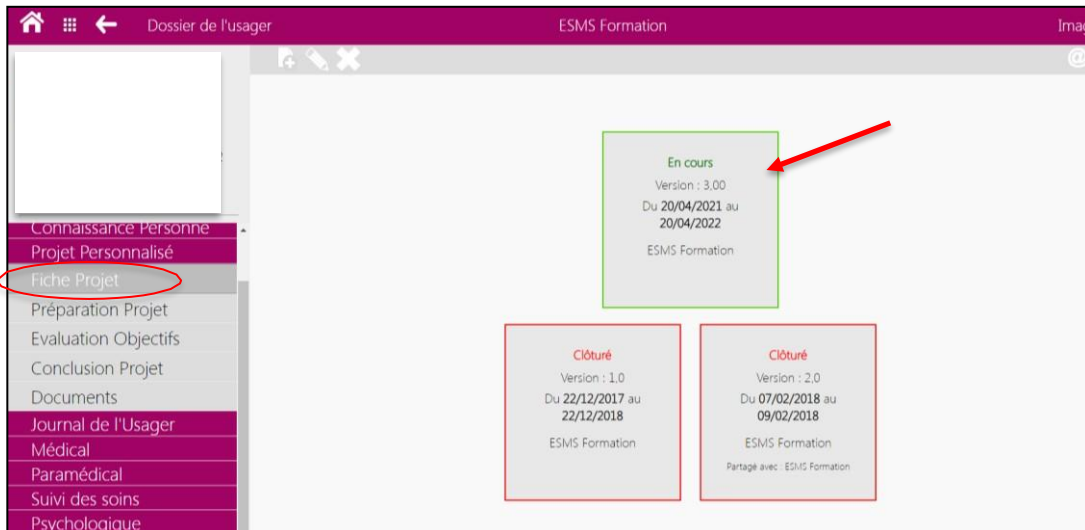 Dossier de l'usager
ESMS Formation
Imag
@
Connaissance Personne
Projet Personnalisé
Fiche Projet
Préparation Projet
Evaluation Objectifs
Conclusion Projet
Documents
Journal de l'Usager
Médical
Paramédical
Suivi des soins
Psychologique
En cours
Version : 3,00
Du 20/04/2021 au
20/04/2022
ESMS Formation
Clôturé
Version : 1,0
Du 22/12/2017 au
22/12/2018
ESMS Formation
Clôturé
Version : 2,0
Du 07/02/2018 au
09/02/2018
ESMS Formation
Partagé avec : ESMS Formation